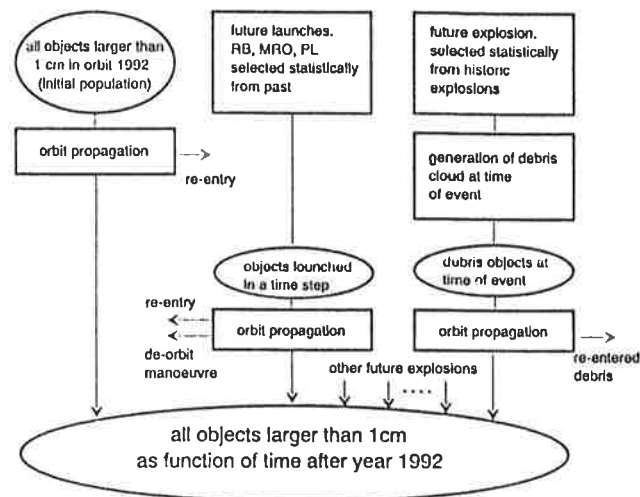 all objects larger than
1 cm in orbit 1992
(initial population)
orbit propagation
re-entry
future launches.
RB, MRO, PL
selected statistically
from past
objects lounched
in a time step
re-entry
de-orbit
manoeuvre
orbit propagation
future explosion.
selected statistically
from historic
explosions
generation of debris
cloud at time
of event
debris objects at
time of event
orbit propagation
re-entered
debris
other future explosions
....
all objects larger than 1cm
as function of time after year 1992